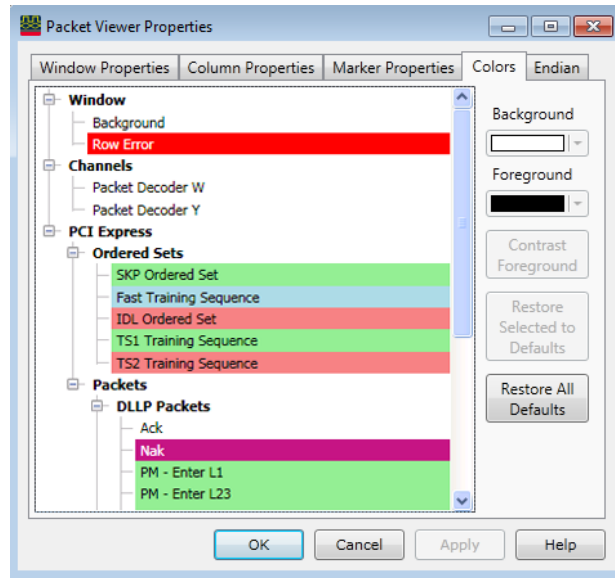 Packet Viewer Properties
Window Properties Column Properties Marker Properties Colors Endian
Window
Background
Row Error
Channels
Packet Decoder W
Packet Decoder Y
PCI Express
Ordered Sets
SKP Ordered Set
Fast Training Sequence
IDL Ordered Set
TS1 Training Sequence
TS2 Training Sequence
Packets
DLLP Packets
Ack
Nak
PM - Enter L1
PM - Enter L23
Background
Foreground
Contrast
Foreground
Restore
Selected to
Defaults
Restore All
Defaults
OK Cancel Apply Help